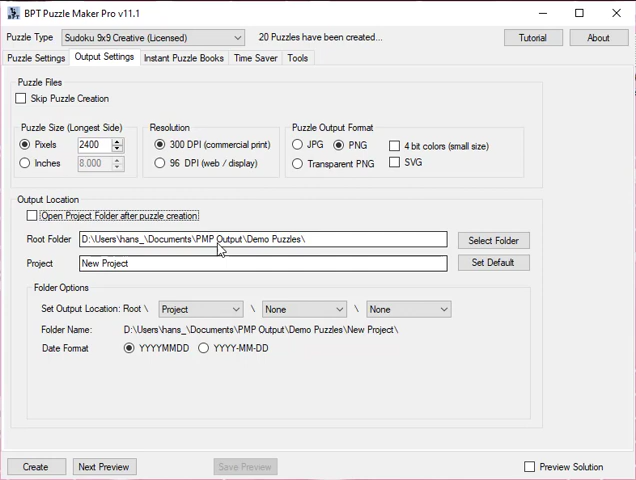 BPT Puzzle Maker Pro v11.1
Puzzle Type Sudoku 9x9 Creative (Licensed) 20 Puzzles have been created... Tutorial About
Puzzle Settings Output Settings Instant Puzzle Books Time Saver Tools
Puzzle Files
Skip Puzzle Creation
Puzzle Size (Longest Side) Resolution Puzzle Output Format
Pixels 2400 300 DPI (commercial print) JPG PNG 4 bit colors (small size)
Inches 8.000 96 DPI (web / display) Transparent PNG SVG
Output Location
Open Project Folder after puzzle creation
Root Folder D:\Users\hans_\Documents\PMP Output\Demo Puzzles\ Select Folder
Project New Project Set Default
Folder Options
Set Output Location: Root \ Project \ None \ None
Folder Name: D:\Users\hans_\Documents\PMP Output\Demo Puzzles\New Project\
Date Format YYYYMMDD YYYY-MM-DD
Create Next Preview Save Preview Preview Solution